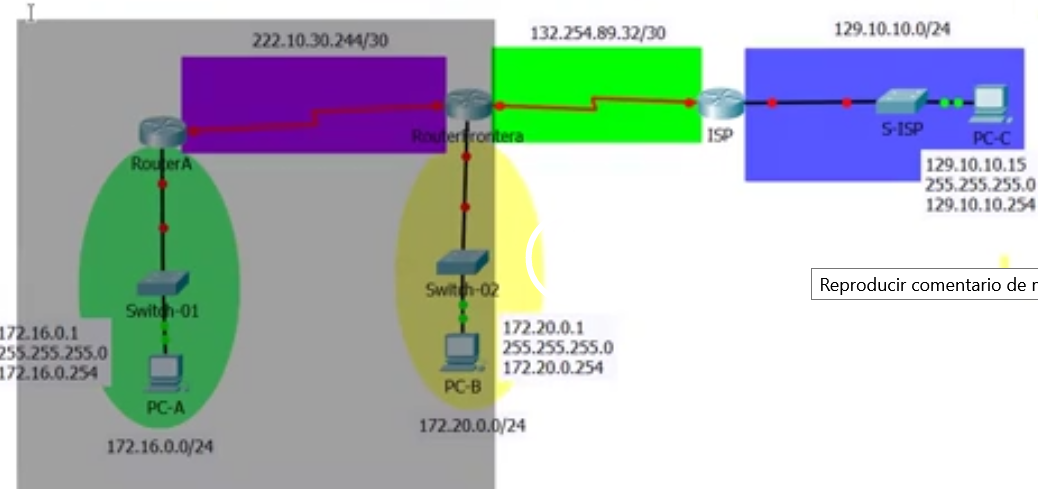 222.10.30.244/30
132.254.89.32/30
129.10.10.0/24
RouterA
RouterFrontera
ISP
S-ISP
PC-C
129.10.10.15
255.255.255.0
129.10.10.254
Switch-01
Switch-02
Reproducir comentario de
172.16.0.1
255.255.255.0
172.16.0.254
PC-A
172.16.0.0/24
172.20.0.1
255.255.255.0
172.20.0.254
PC-B
172.20.0.0/24